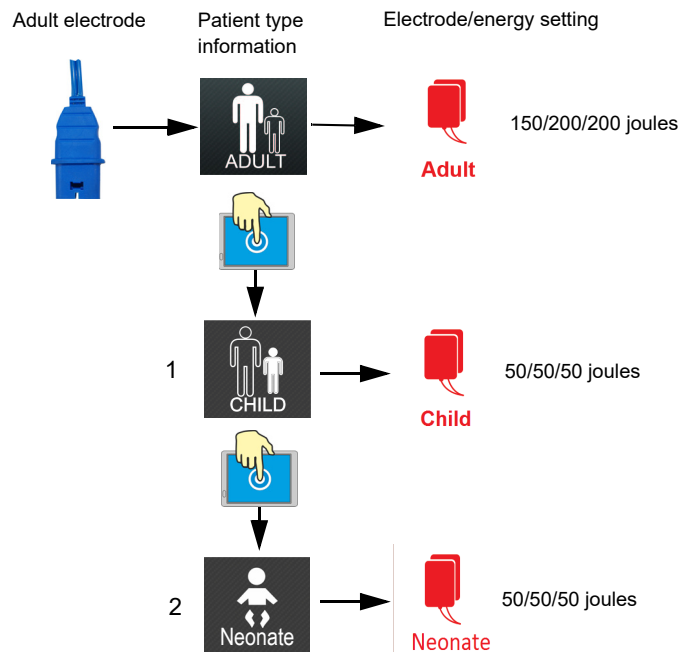 Adult electrode
Patient type
information
Electrode/energy setting
ADULT
Adult
150/200/200 joules
1
CHILD
Child
50/50/50 joules
2
Neonate
Neonate
50/50/50 joules